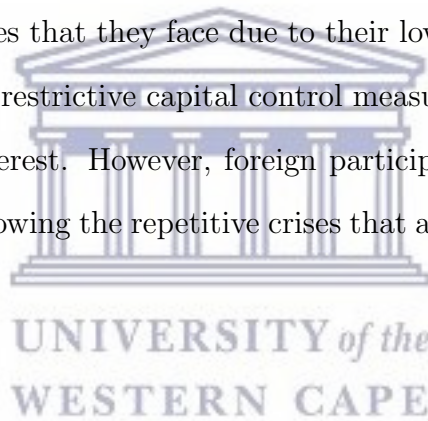 es that they face due to their lov
restrictive capital control measu
erest. However, foreign particip
owing the repetitive crises that a
UNIVERSITY of the
WESTERN CAPE